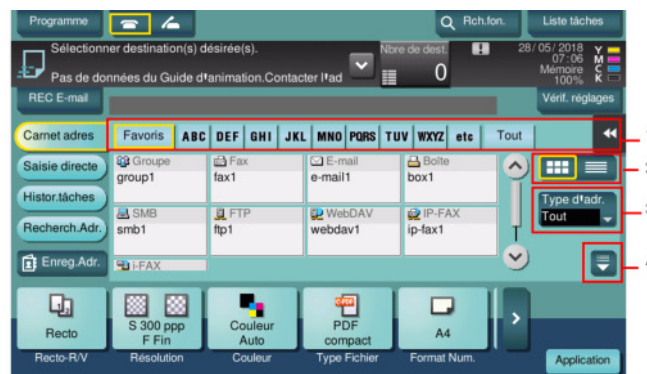 Programme
Rch.fon.
Liste tâches
Sélectionner destination(s) désirée(s).
Nbre de dest.
28/05/2018
07:06
Mémoire
100%
Y
M
C
K
Pas de données du Guide d'animation.Contacter l'ad
0
REC E-mail
Vérif. réglages
Carnet adres
Favoris ABC DEF GHI JKL MNO PQRS TUV WXYZ etc Tout
Saisie directe
Groupe
group1
Fax
fax1
E-mail
e-mail1
Boîte
box1
Histor.tâches
Type d'adr.
Tout
Recherch.Adr.
SMB
smb1
FTP
ftp1
WebDAV
webdav1
IP-FAX
ip-fax1
Enreg.Adr.
i-FAX
Recto
S 300 ppp
F Fin
Couleur
Auto
PDF
compact
A4
Recto-R/V
Résolution
Couleur
Type Fichier
Format Num.
Application